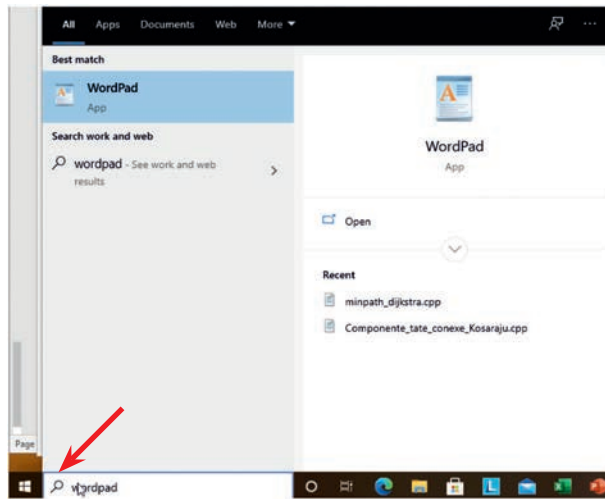 All Apps Documents Web More
Best match
WordPad
App
Search work and web
wordpad - See work and web
results
WordPad
App
Open
Recent
minpath_dijkstra.cpp
Componente_tate_conexe_Kosaraju.cpp
Page
wordpad